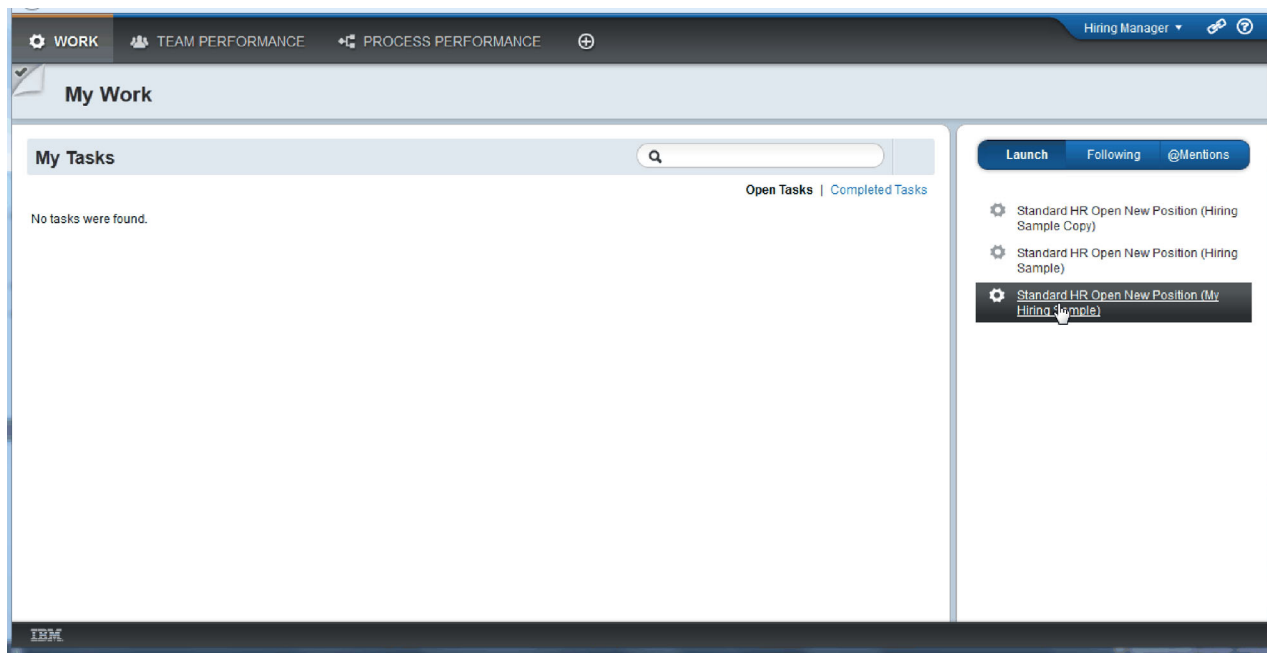 WORK TEAM PERFORMANCE PROCESS PERFORMANCE Hiring Manager
My Work
My Tasks
Open Tasks | Completed Tasks
No tasks were found.
Launch Following @Mentions
Standard HR Open New Position (Hiring
Sample Copy)
Standard HR Open New Position (Hiring
Sample)
Standard HR Open New Position (My
Hiring Sample)
IBM